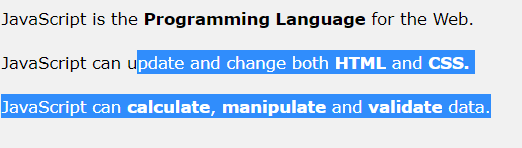 JavaScript is the Programming Language for the Web.
JavaScript can update and change both HTML and CSS.
JavaScript can calculate, manipulate and validate data.